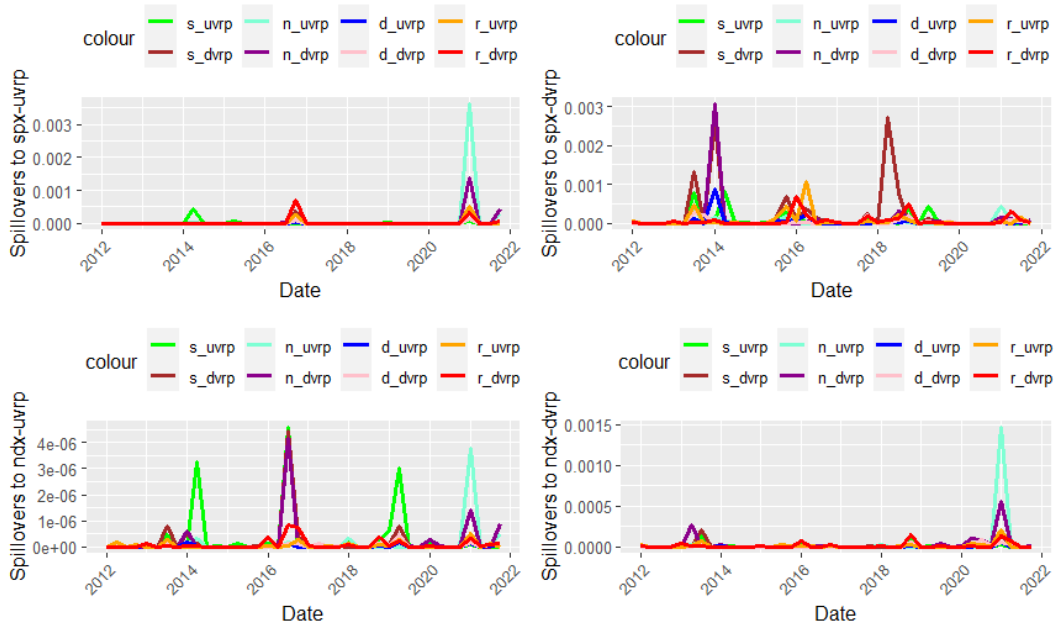 colour s_uvrp n_uvrp d_uvrp r_uvrp
s_dvrp n_dvrp d_dvrp r_dvrp
Spillovers to spx-uvrp
0.003
0.002
0.001
0.000
2012 2014 2016 2018 2020 2022
Date
colour s_uvrp n_uvrp d_uvrp r_uvrp
s_dvrp n_dvrp d_dvrp r_dvrp
Spillovers to spx-dvrp
0.003
0.002
0.001
0.000
2012 2014 2016 2018 2020 2022
Date
colour s_uvrp n_uvrp d_uvrp r_uvrp
s_dvrp n_dvrp d_dvrp r_dvrp
Spillovers to ndx-uvrp
4e-06
3e-06
2e-06
1e-06
0e+00
2012 2014 2016 2018 2020 2022
Date
colour s_uvrp n_uvrp d_uvrp r_uvrp
s_dvrp n_dvrp d_dvrp r_dvrp
Spillovers to ndx-dvrp
0.0015
0.0010
0.0005
0.0000
2012 2014 2016 2018 2020 2022
Date